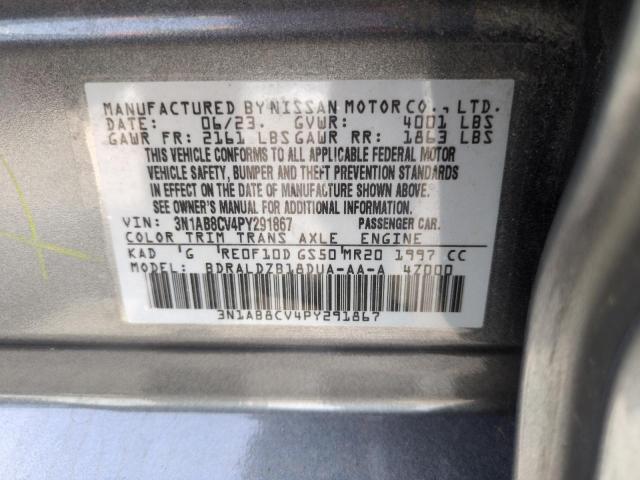 MANUFACTURED BY NISSAN MOTOR CO., LTD.
DATE: 06/23. GVWR: 4001 LBS
GAWR FR: 2161 LBS GAWR RR: 1863 LBS
THIS VEHICLE CONFORMS TO ALL APPLICABLE FEDERAL MOTOR
VEHICLE SAFETY, BUMPER AND THEFT PREVENTION STANDARDS
IN EFFECT ON THE DATE OF MANUFACTURE SHOWN ABOVE.
SEE OWNER'S MANUAL FOR ADDITIONAL INFORMATION.
VIN: 3N1AB8CV4PY291867 PASSENGER CAR.
COLOR TRIM TRANS AXLE ENGINE
KAD G RE0F10D GS50 MR20 1997 CC
MODEL: BDRALDZB18DUA-AA-A 4Z000
3N1AB8CV4PY291867